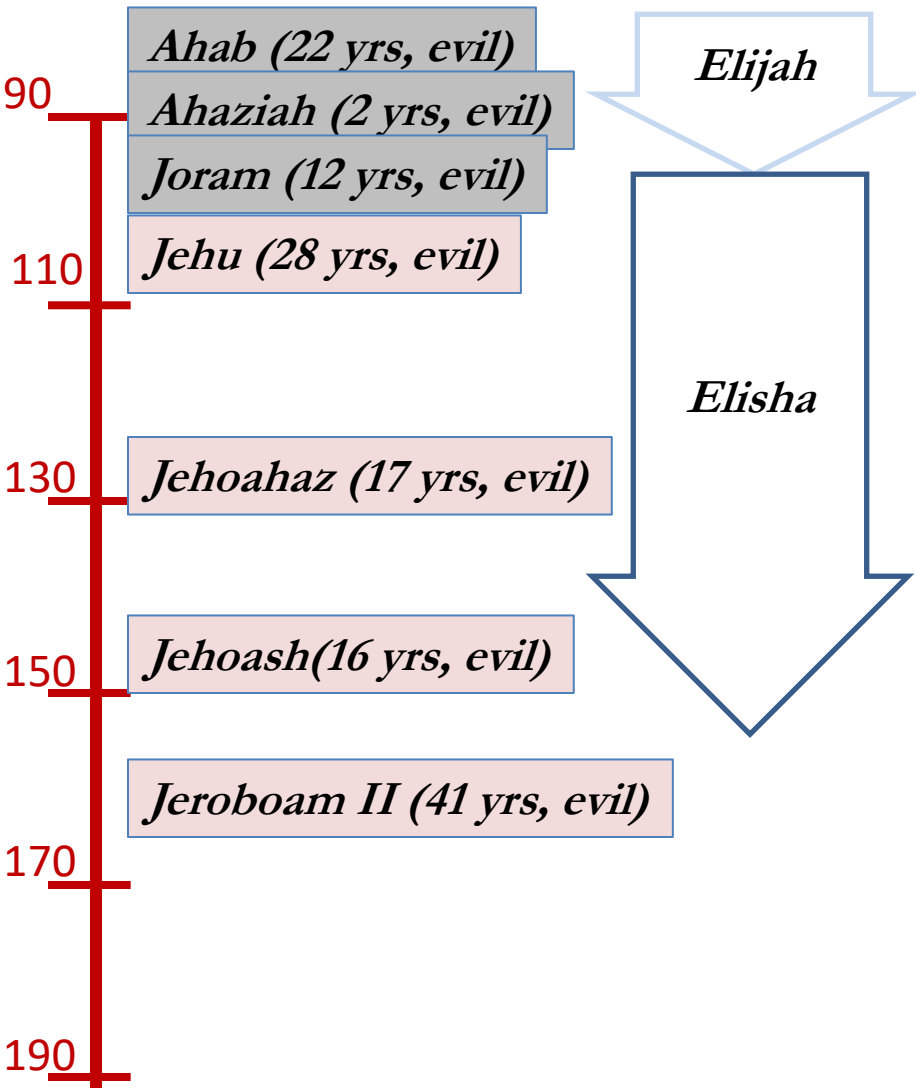 Ahab (22 yrs, evil)
Elijah
90
Ahaziah (2 yrs, evil)
Joram (12 yrs, evil)
Jehu (28 yrs, evil)
110
Elisha
Jehoahaz (17 yrs, evil)
130
Jehoash(16 yrs, evil)
150
Jeroboam II (41 yrs, evil)
170
190